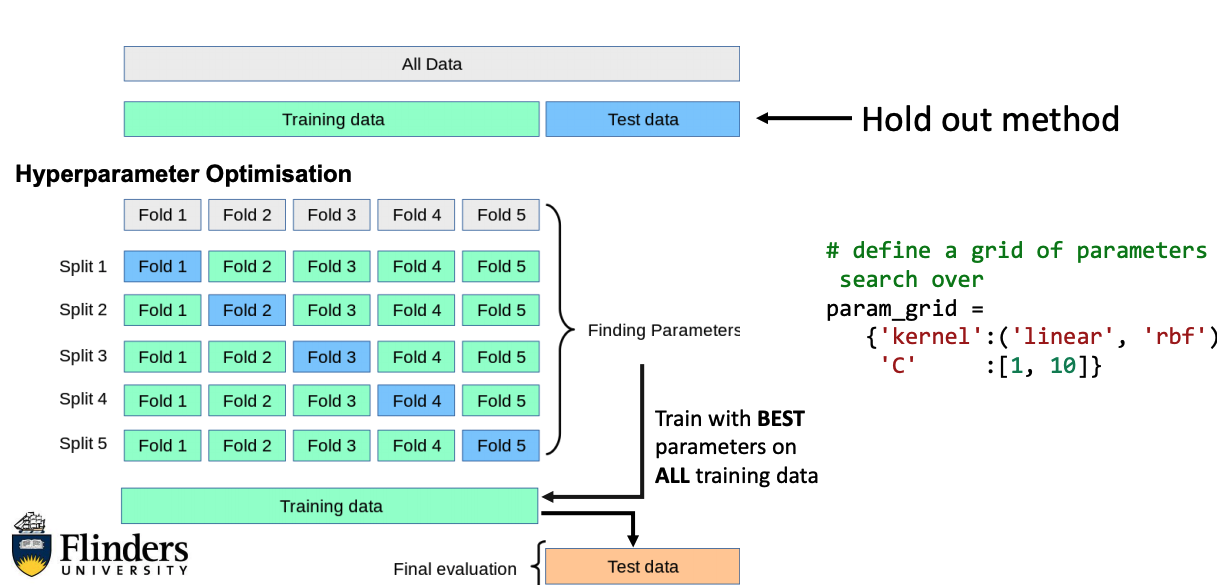 All Data
Training data
Test data
Hold out method
Hyperparameter Optimisation
Fold 1
Fold 2
Fold 3
Fold 4
Fold 5
Split 1
Fold 1
Fold 2
Fold 3
Fold 4
Fold 5
Split 2
Fold 1
Fold 2
Fold 3
Fold 4
Fold 5
Split 3
Fold 1
Fold 2
Fold 3
Fold 4
Fold 5
Split 4
Fold 1
Fold 2
Fold 3
Fold 4
Fold 5
Split 5
Fold 1
Fold 2
Fold 3
Fold 4
Fold 5
Finding Parameters
# define a grid of parameters
search over
param_grid =
{'kernel':('linear', 'rbf')
'C' :[1, 10]}
Train with BEST
parameters on
ALL training data
Training data
Final evaluation
Test data
Flinders
UNIVERSITY